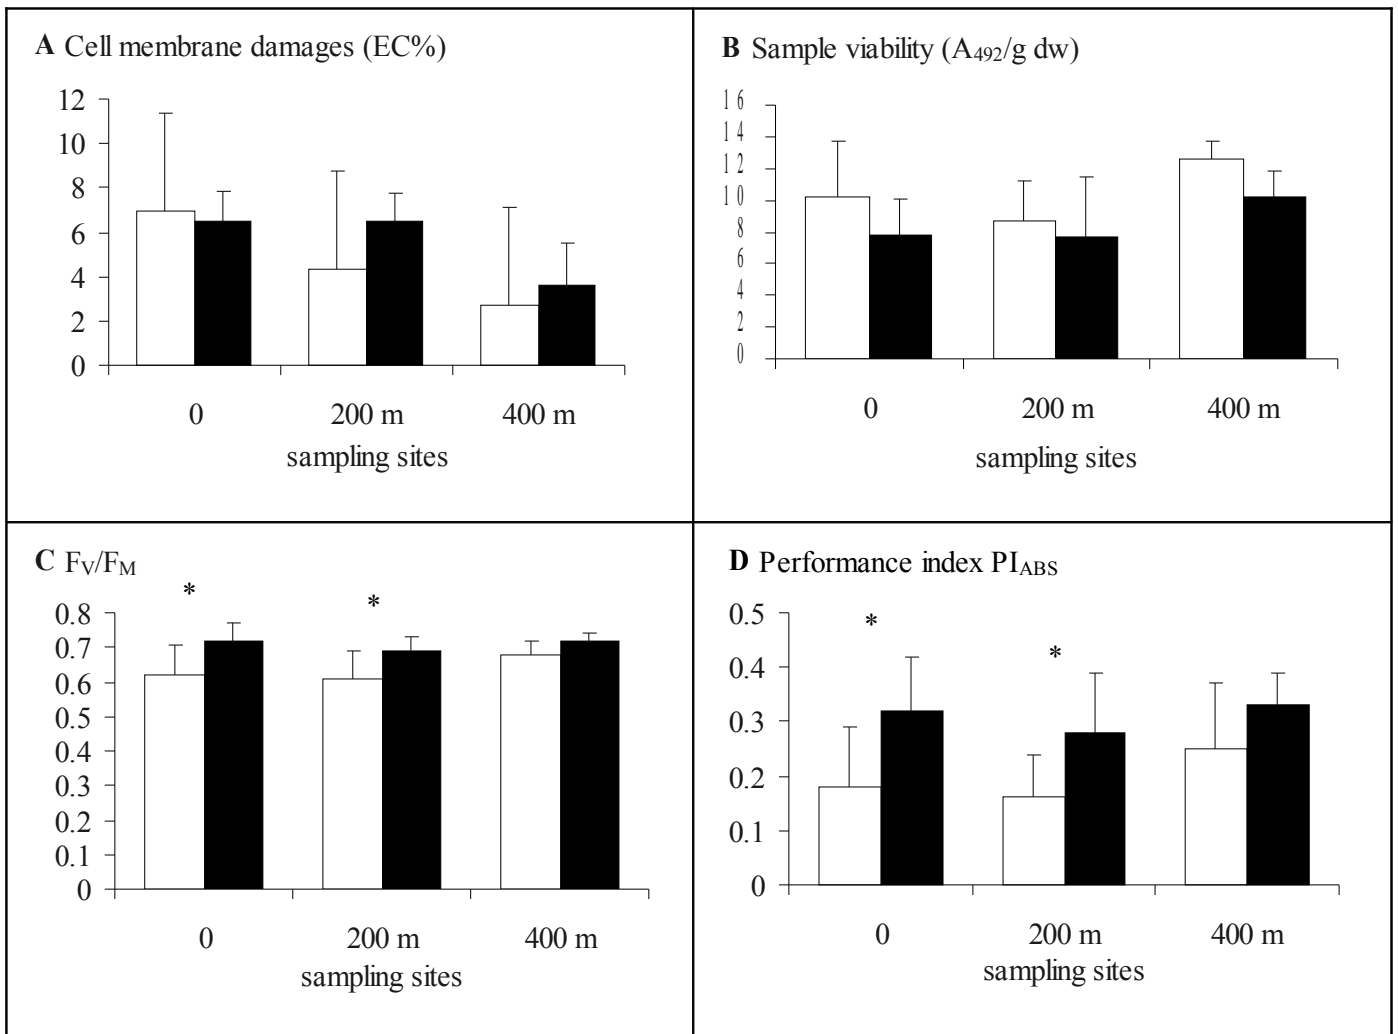 A Cell membrane damages (EC%)
12
10
8
6
4
2
0
0 200 m 400 m
sampling sites
B Sample viability (A492/g dw)
16
14
12
10
8
6
4
2
0
0 200 m 400 m
sampling sites
C FV/FM
* *
0.8
0.7
0.6
0.5
0.4
0.3
0.2
0.1
0
0 200 m 400 m
sampling sites
D Performance index PIABS
* *
0.5
0.4
0.3
0.2
0.1
0
0 200 m 400 m
sampling sites